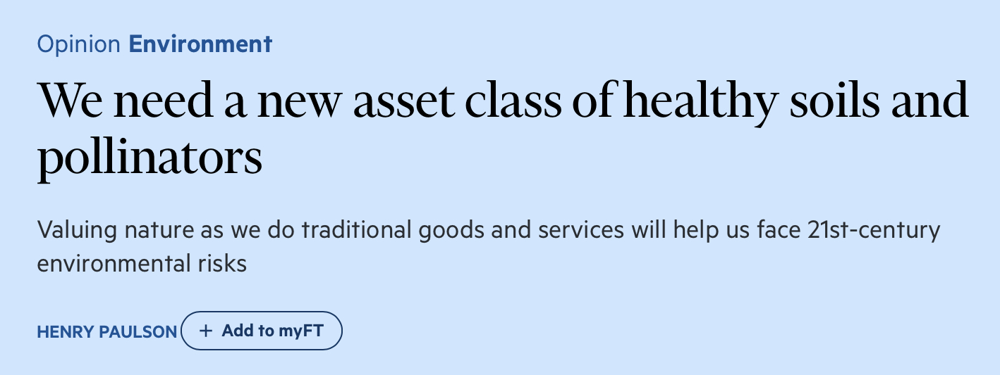 Opinion Environment
We need a new asset class of healthy soils and
pollinators
Valuing nature as we do traditional goods and services will help us face 21st-century
environmental risks
HENRY PAULSON + Add to myFT